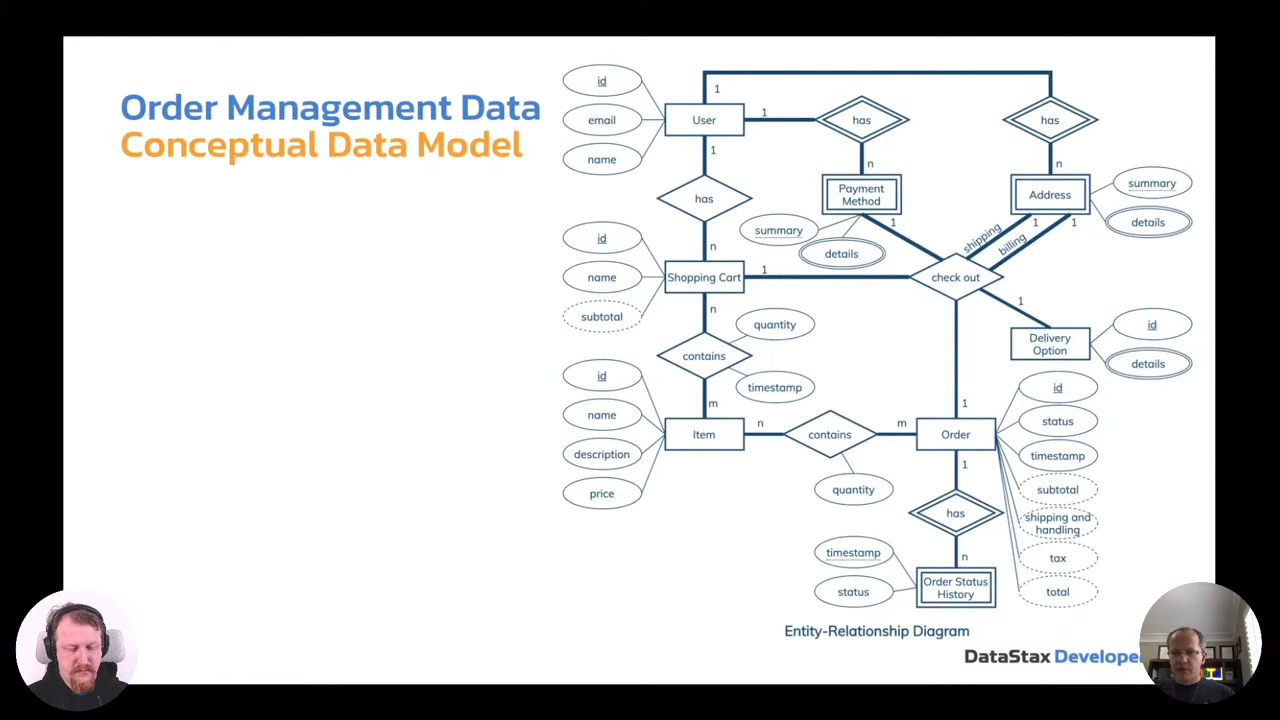 Order Management Data
Conceptual Data Model
id
email
name
User
1
1
1
has
has
has
n
n
n
Payment
Method
Address
summary
details
summary
details
1
1
1
shipping
billing
id
name
subtotal
Shopping Cart
1
check out
1
Delivery
Option
id
details
n
contains
quantity
timestamp
m
id
name
description
price
Item
n
contains
m
quantity
1
Order
id
status
timestamp
subtotal
shipping and
handling
tax
total
1
has
n
timestamp
status
Order Status
History
Entity-Relationship Diagram
DataStax Develope